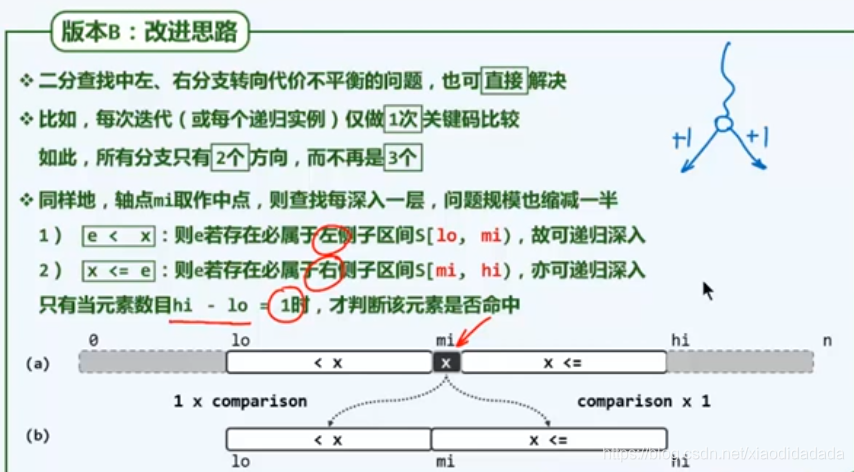 版本B：改进思路
❖ 二分查找中左、右分支转向代价不平衡的问题，也可直接解决
❖ 比如，每次迭代（或每个递归实例）仅做1次关键码比较
如此，所有分支只有2个方向，而不再是3个
+1 +1
❖ 同样地，轴点mi取作中点，则查找每深入一层，问题规模也缩减一半
1） e < x：则e若存在必属于左侧子区间S[lo, mi)，故可递归深入
2） x <= e：则e若存在必属于右侧子区间S[mi, hi)，亦可递归深入
只有当元素数目hi - lo = 1时，才判断该元素是否命中
0 lo mi hi n
(a) < x x x <=
1 x comparison comparison x 1
(b) < x x <=
lo mi hi
https://blog.csdn.net/xiaodidadada